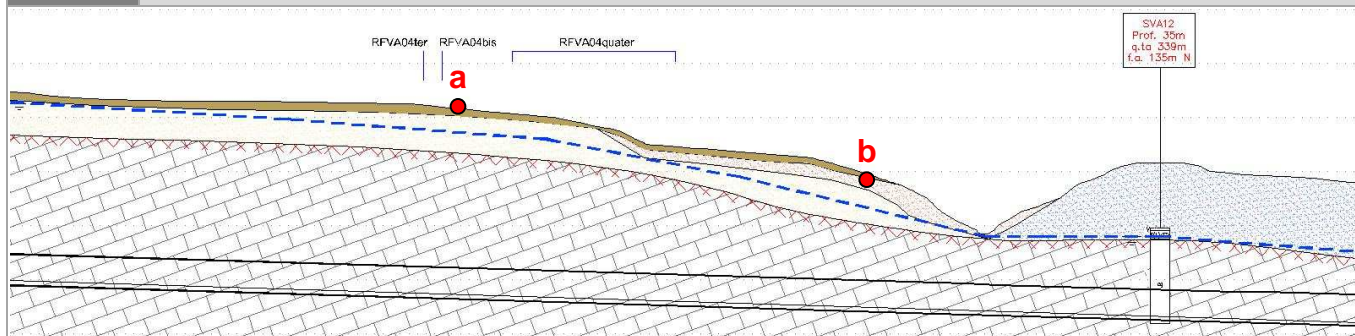 RFVA04ter RFVA04bis RFVA04quater
SVA12
Prof. 35m
q.ta 339m
f.a. 135m N
a
b